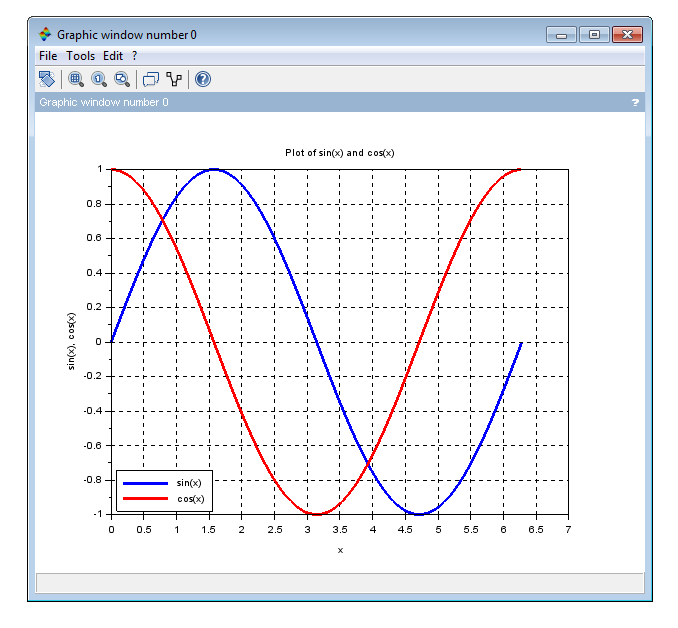 Graphic window number 0
File Tools Edit ?
Graphic window number 0 ?
Plot of sin(x) and cos(x)
1
0.8
0.6
0.4
0.2
0
-0.2
-0.4
-0.6
-0.8
-1
sin(x), cos(x)
sin(x)
cos(x)
0 0.5 1 1.5 2 2.5 3 3.5 4 4.5 5 5.5 6 6.5 7
x